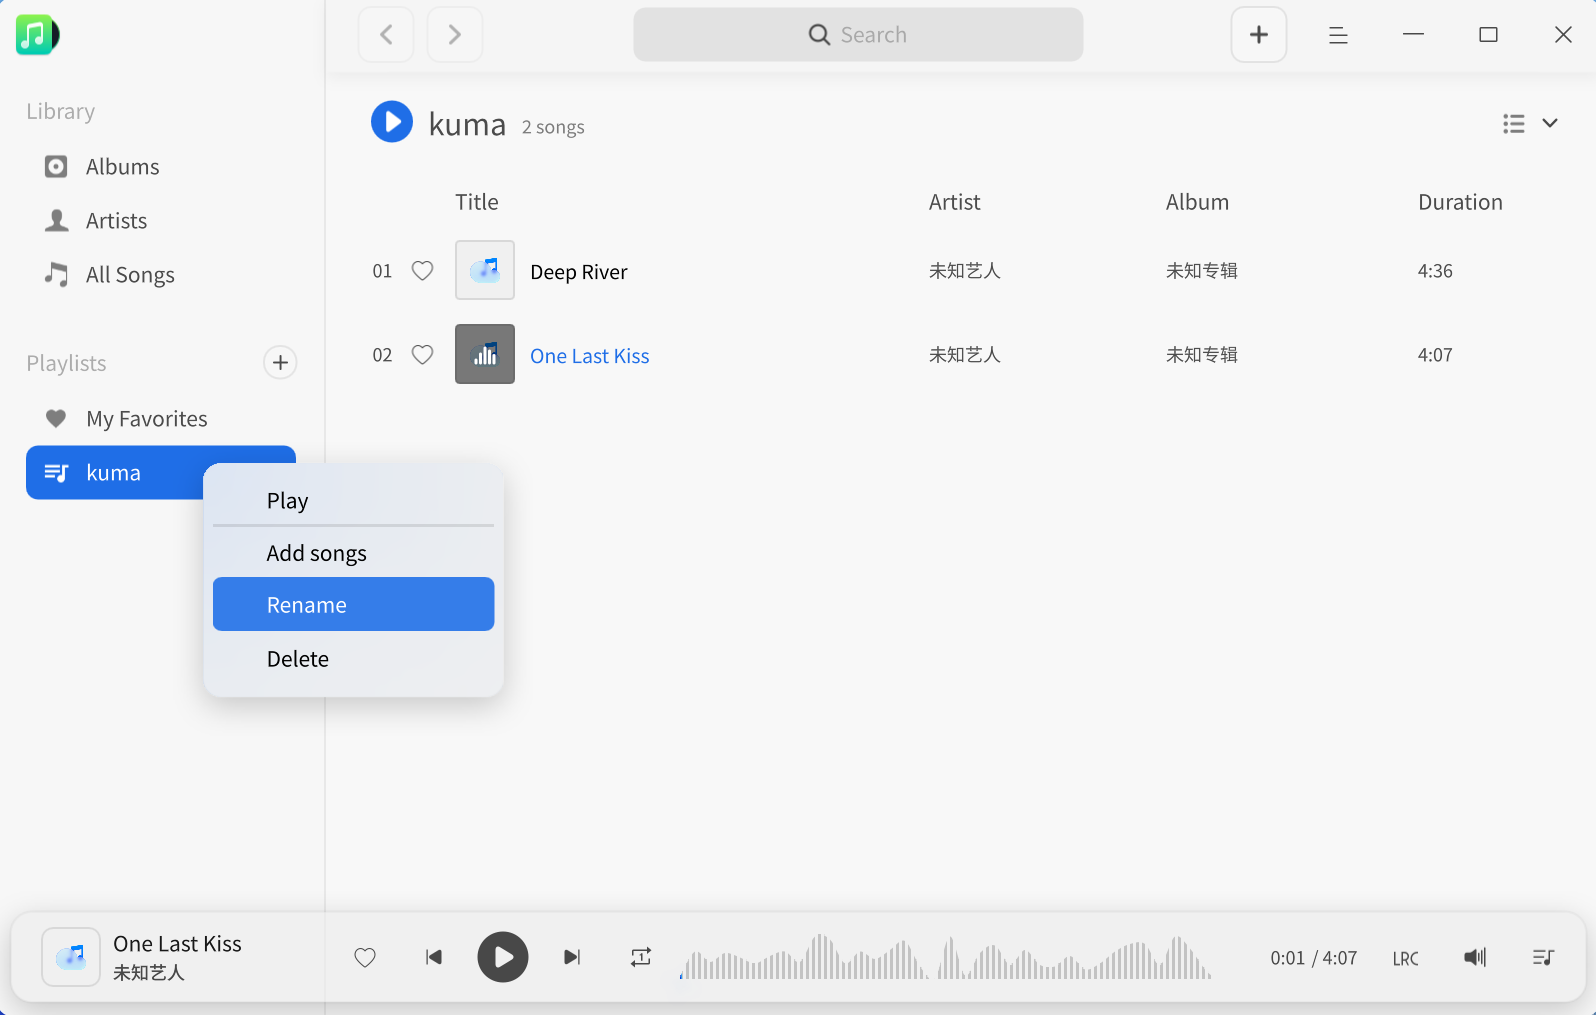 Search
Library
Albums
Artists
All Songs
Playlists
My Favorites
kuma
Play
Add songs
Rename
Delete
kuma 2 songs
Title Artist Album Duration
01 Deep River 未知艺人 未知专辑 4:36
02 One Last Kiss 未知艺人 未知专辑 4:07
One Last Kiss
未知艺人
1
0:01 / 4:07 LRC